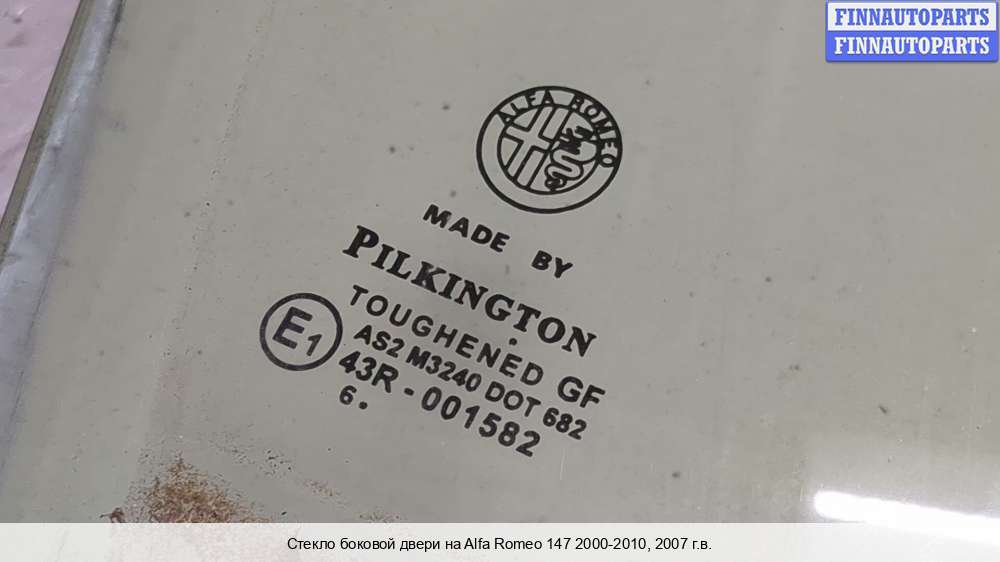 FINNAUTOPARTS
FINNAUTOPARTS
ALFA ROMEO
MADE BY
PILKINGTON
TOUGHENED GF
AS2 M3240 DOT 682
E1
43R - 001582
6 .
Стекло боковой двери на Alfa Romeo 147 2000-2010, 2007 г.в.